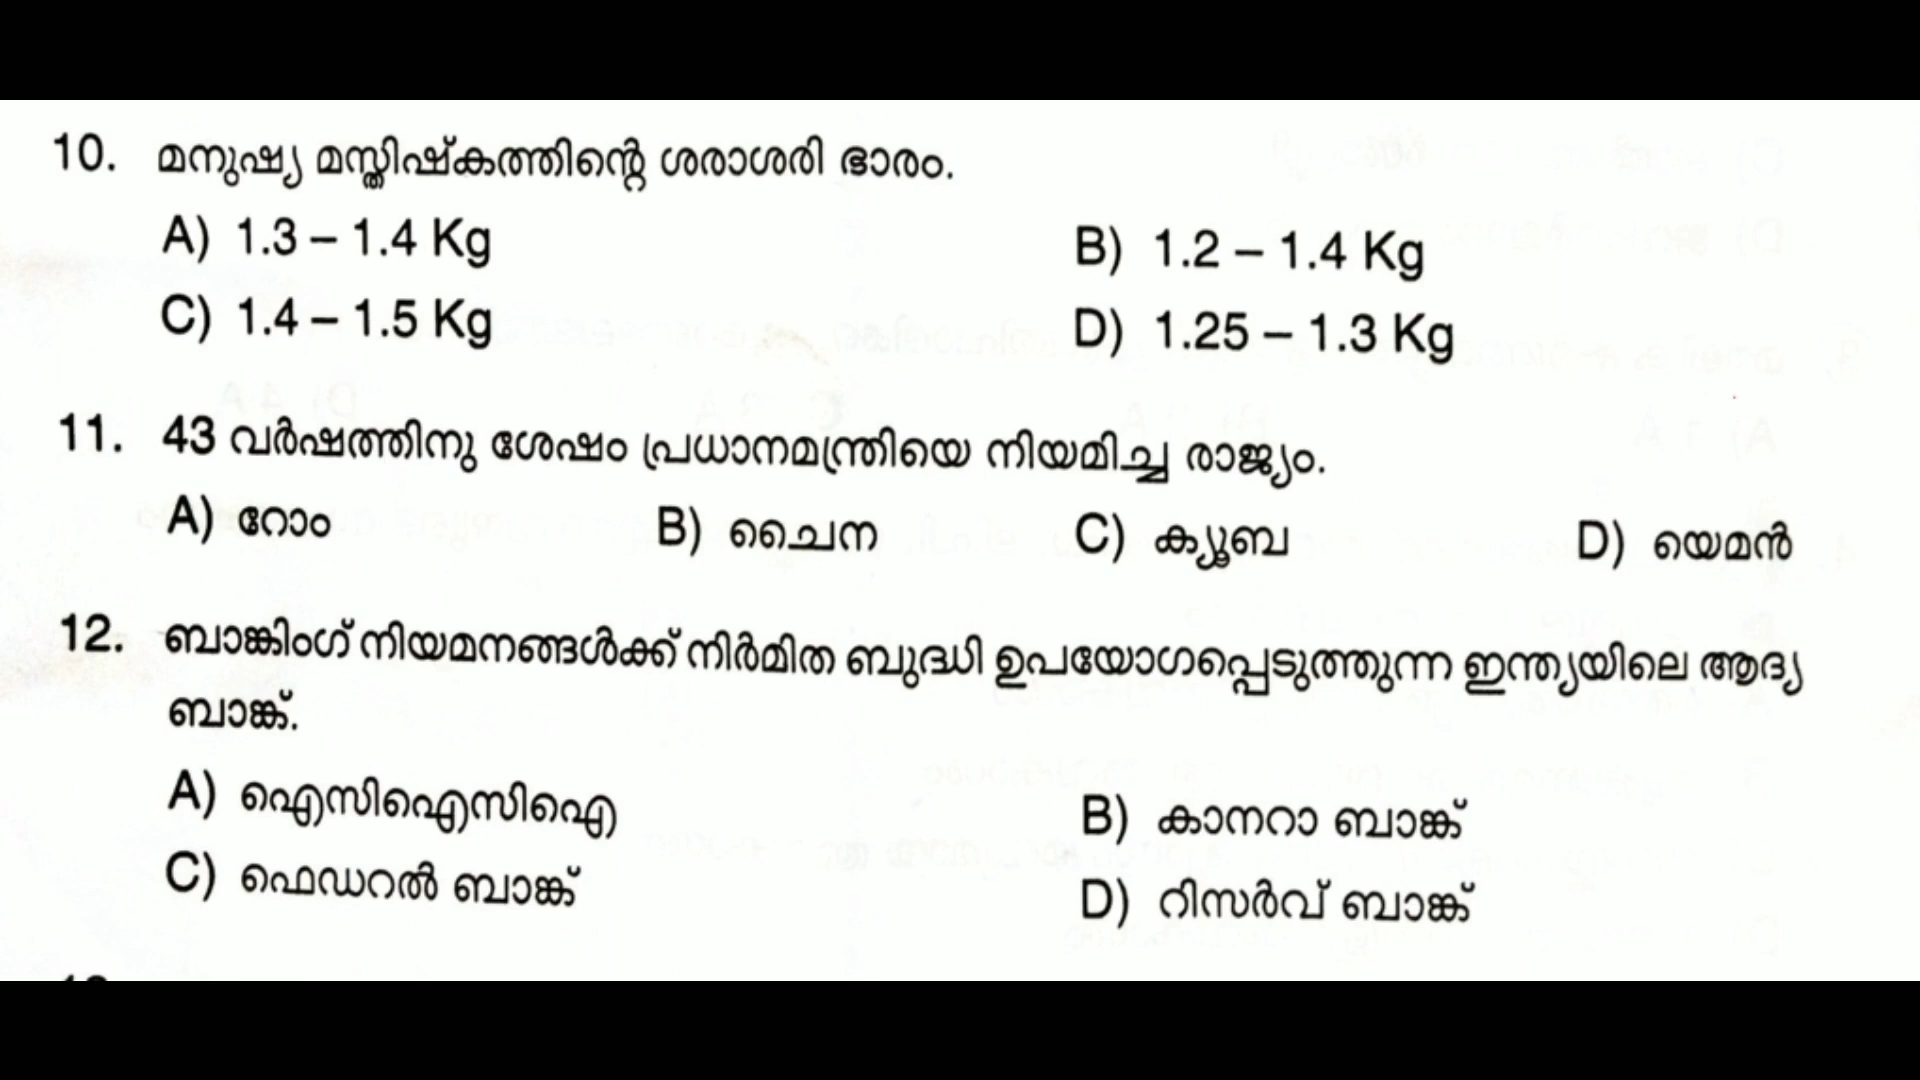 10. മനുഷ്യ മസ്തിഷ്കത്തിന്റെ ശരാശരി ഭാരം.
A) 1.3 – 1.4 Kg B) 1.2 – 1.4 Kg
C) 1.4 – 1.5 Kg D) 1.25 – 1.3 Kg
11. 43 വർഷത്തിനു ശേഷം പ്രധാനമന്ത്രിയെ നിയമിച്ച രാജ്യം.
A) റോം B) ചൈന C) ക്യൂബ D) യെമൻ
12. ബാങ്കിംഗ് നിയമനങ്ങൾക്ക് നിർമിത ബുദ്ധി ഉപയോഗപ്പെടുത്തുന്ന ഇന്ത്യയിലെ ആദ്യ
ബാങ്ക്.
A) ഐസിഐസിഐ B) കാനറാ ബാങ്ക്
C) ഫെഡറൽ ബാങ്ക് D) റിസർവ് ബാങ്ക്